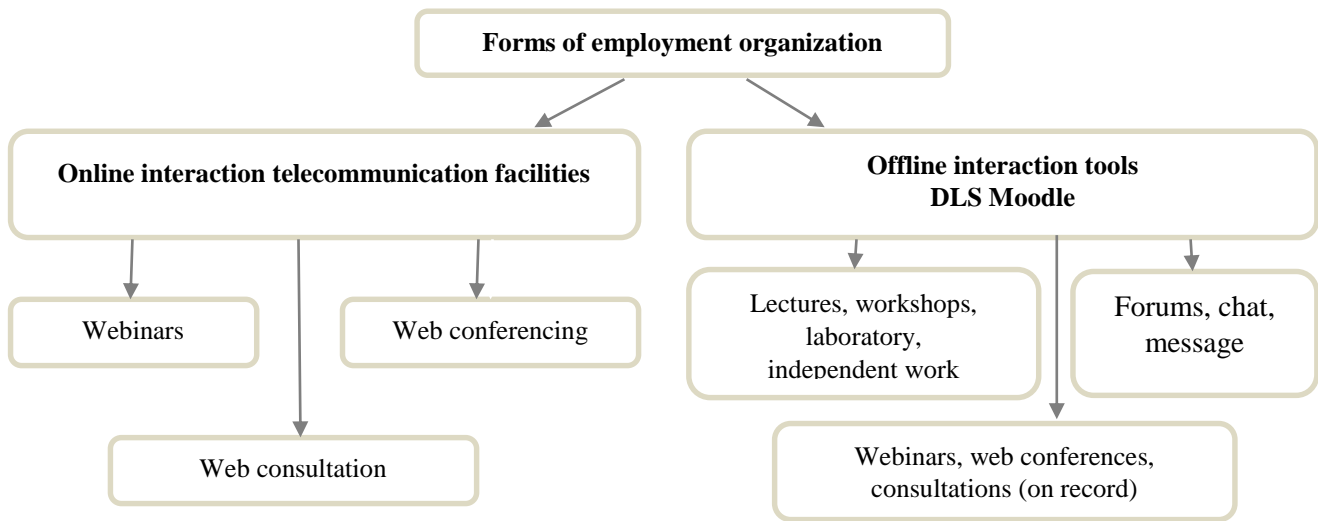 Forms of employment organization
Online interaction telecommunication facilities
Offline interaction tools
DLS Moodle
Webinars
Web conferencing
Lectures, workshops,
laboratory,
independent work
Forums, chat,
message
Web consultation
Webinars, web conferences,
consultations (on record)